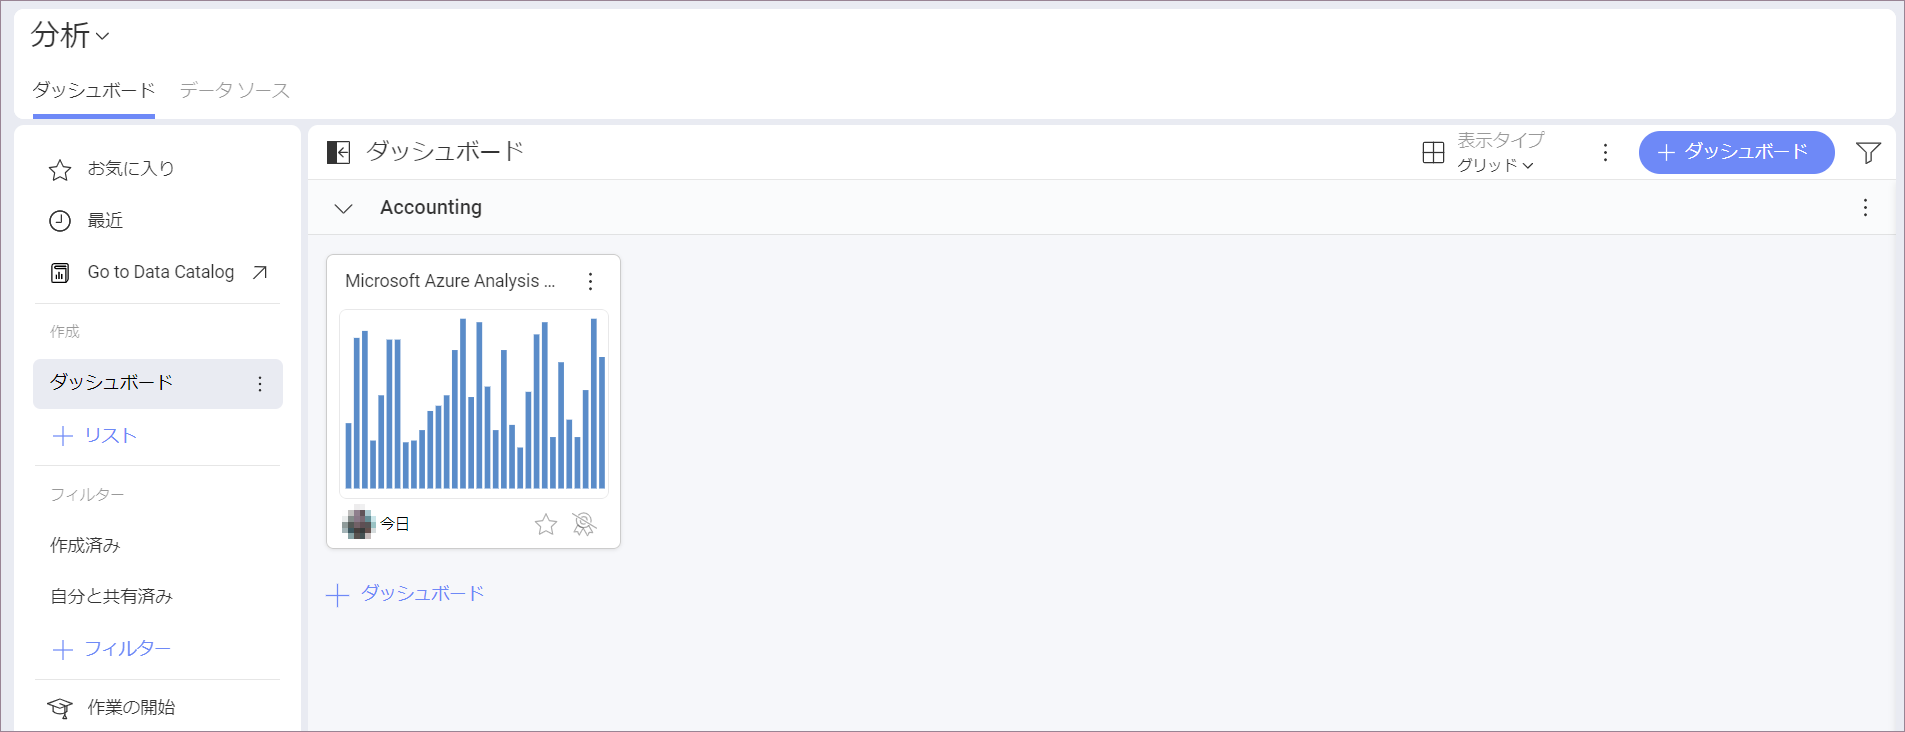 分析
ダッシュボード データ ソース
お気に入り
最近
Go to Data Catalog
作成
ダッシュボード
リスト
フィルター
作成済み
自分と共有済み
フィルター
作業の開始
ダッシュボード
表示タイプ
グリッド
ダッシュボード
Accounting
Microsoft Azure Analysis ...
今日
ダッシュボード